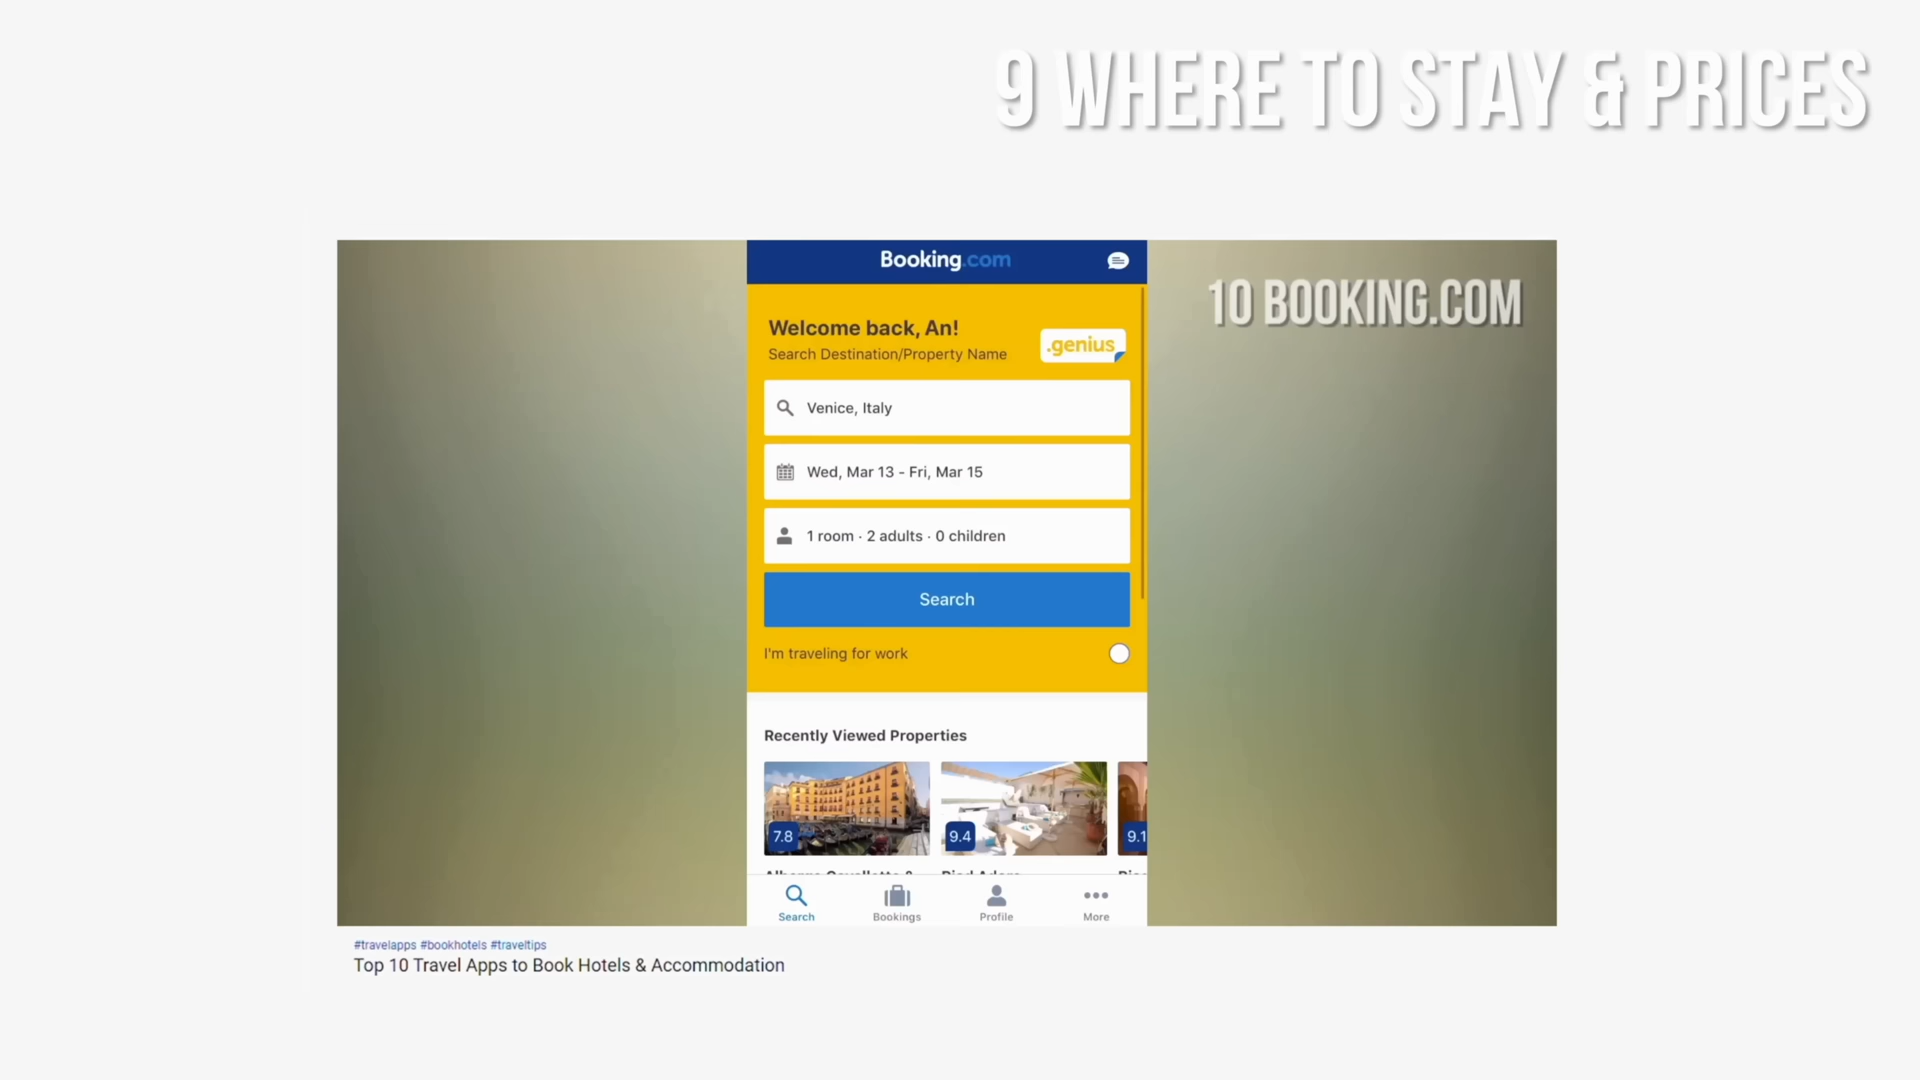 9 WHERE TO STAY & PRICES
Booking.com
10 BOOKING.COM
Welcome back, An!
.genius
Search Destination/Property Name
Venice, Italy
Wed, Mar 13 - Fri, Mar 15
1 room · 2 adults · 0 children
Search
I'm traveling for work
Recently Viewed Properties
7.8
9.4
9.1
Search
Bookings
Profile
More
#travelapps #bookhotels #traveltips
Top 10 Travel Apps to Book Hotels & Accommodation